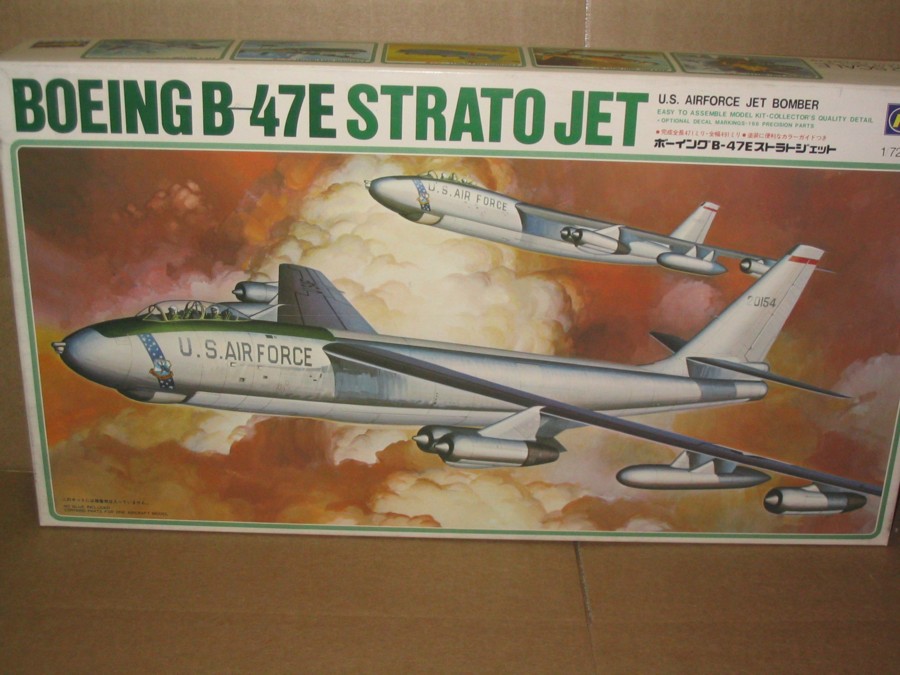 BOEING B-47E STRATO JET
U.S. AIRFORCE JET BOMBER
EASY TO ASSEMBLE MODEL KIT·COLLECTOR'S QUALITY DETAIL
·OPTIONAL DECAL MARKINGS·166 PRECISION PARTS
ボーイングB-47Eストラトジェット
1:72
U.S. AIR FORCE
20154
U.S. AIR FORCE